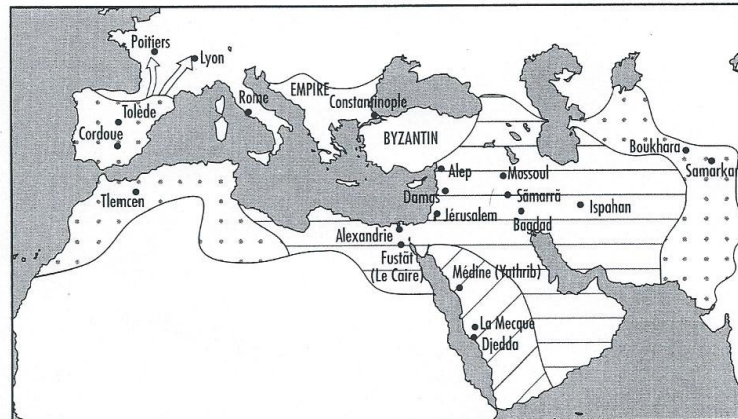 Poitiers
Lyon
Rome
EMPIRE
Constantinople
BYZANTIN
Tolède
Cordoue
Tlemcen
Boukhara
Samarkan
Alep
Mossoul
Damas
Sāmarrā
Jérusalem
Bagdad
Ispahan
Alexandrie
Fustāt
(Le Caire)
Médine (Yathrib)
La Mecque
Djedda